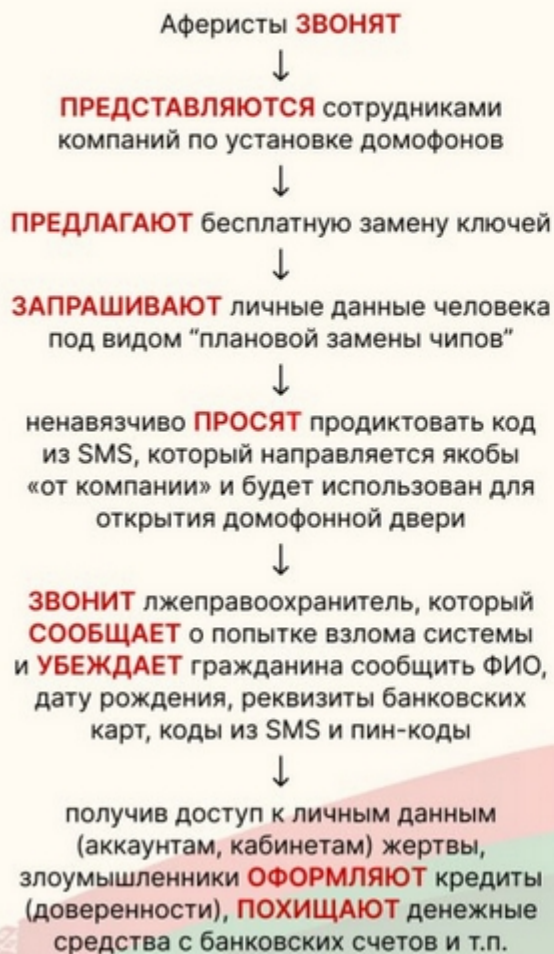 Аферисты ЗВОНЯТ
↓
ПРЕДСТАВЛЯЮТСЯ сотрудниками
компаний по установке домофонов
↓
ПРЕДЛАГАЮТ бесплатную замену ключей
↓
ЗАПРАШИВАЮТ личные данные человека
под видом “плановой замены чипов”
↓
ненавязчиво ПРОСЯТ продиктовать код
из SMS, который направляется якобы
«от компании» и будет использован для
открытия домофонной двери
↓
ЗВОНИТ лжеправоохранитель, который
СООБЩАЕТ о попытке взлома системы
и УБЕЖДАЕТ гражданина сообщить ФИО,
дату рождения, реквизиты банковских
карт, коды из SMS и пин-коды
↓
получив доступ к личным данным
(аккаунтам, кабинетам) жертвы,
злоумышленники ОФОРМЛЯЮТ кредиты
(доверенности), ПОХИЩАЮТ денежные
средства с банковских счетов и т.п.